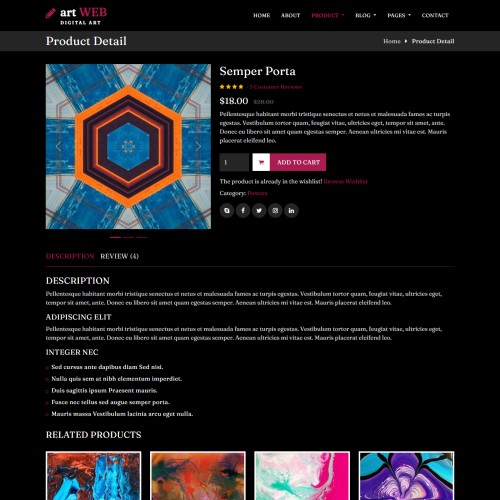 art WEB
DIGITAL ART
HOME
ABOUT
PRODUCT
BLOG
PAGES
CONTACT
Product Detail
Home
Product Detail
Semper Porta
3 Customer Reviews
$18.00 $28.00
Pellentesque habitant morbi tristique senectus et netus et malesuada fames ac turpis
egestas. Vestibulum tortor quam, feugiat vitae, ultricies eget, tempor sit amet, ante.
Donec eu libero sit amet quam egestas semper. Aenean ultricies mi vitae est. Mauris
placerat eleifend leo.
1
ADD TO CART
The product is already in the wishlist! Browse Wishlist
Category: Posters
DESCRIPTION
REVIEW (4)
DESCRIPTION
Pellentesque habitant morbi tristique senectus et netus et malesuada fames ac turpis egestas. Vestibulum tortor quam, feugiat vitae, ultricies eget,
tempor sit amet, ante. Donec eu libero sit amet quam egestas semper. Aenean ultricies mi vitae est. Mauris placerat eleifend leo.
ADIPISCING ELIT
Pellentesque habitant morbi tristique senectus et netus et malesuada fames ac turpis egestas. Vestibulum tortor quam, feugiat vitae, ultricies eget,
tempor sit amet, ante. Donec eu libero sit amet quam egestas semper. Aenean ultricies mi vitae est. Mauris placerat eleifend leo.
INTEGER NEC
Sed cursus ante dapibus diam Sed nisi.
Nulla quis sem at nibh elementum imperdiet.
Duis sagittis ipsum Praesent mauris.
Fusce nec tellus sed augue semper porta.
Mauris massa Vestibulum lacinia arcu eget nulla.
RELATED PRODUCTS